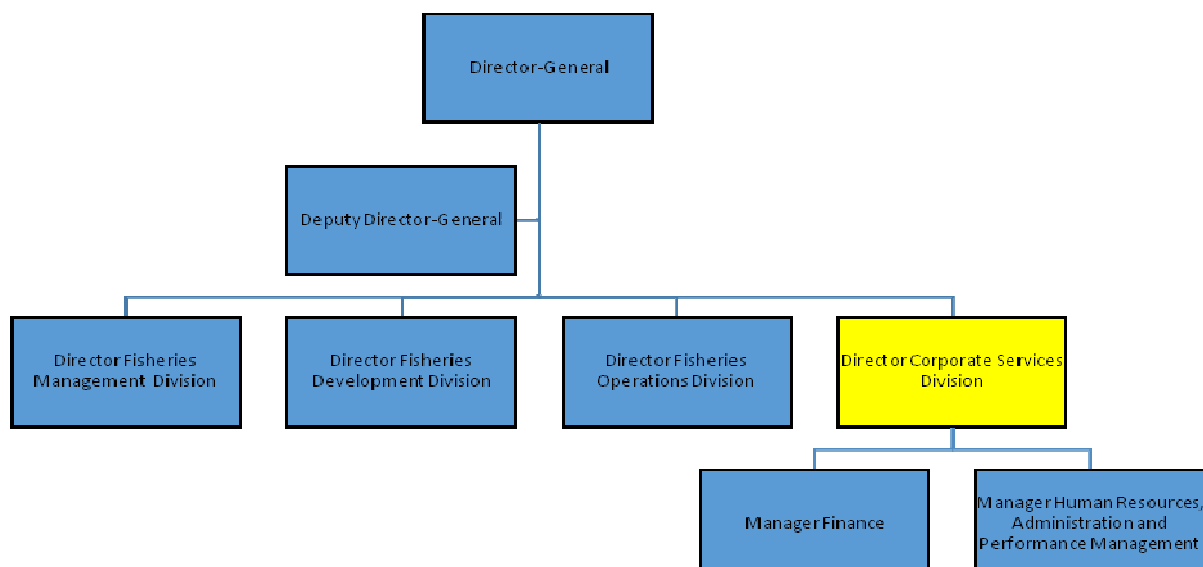 Director-General
Deputy Director-General
Director Fisheries
Management Division
Director Fisheries
Development Division
Director Fisheries
Operations Division
Director Corporate Services
Division
Manager Finance
Manager Human Resources,
Administration and
Performance Management